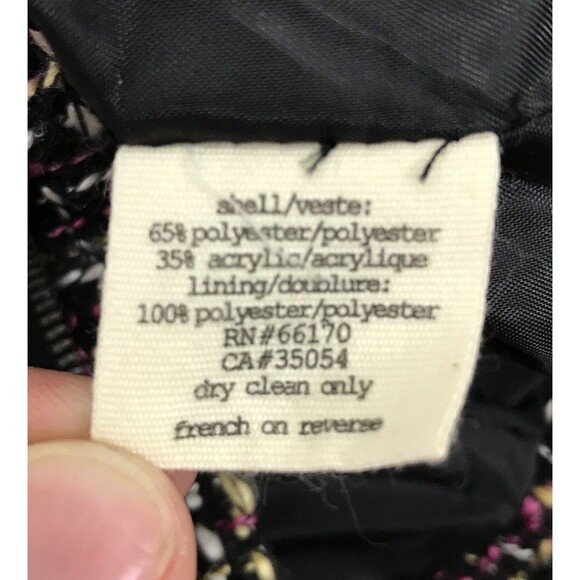 shell/veste:
65% polyester/polyester
35% acrylic/acrylique
lining/doublure:
100% polyester/polyester
RN#66170
CA#35054
dry clean only
french on reverse